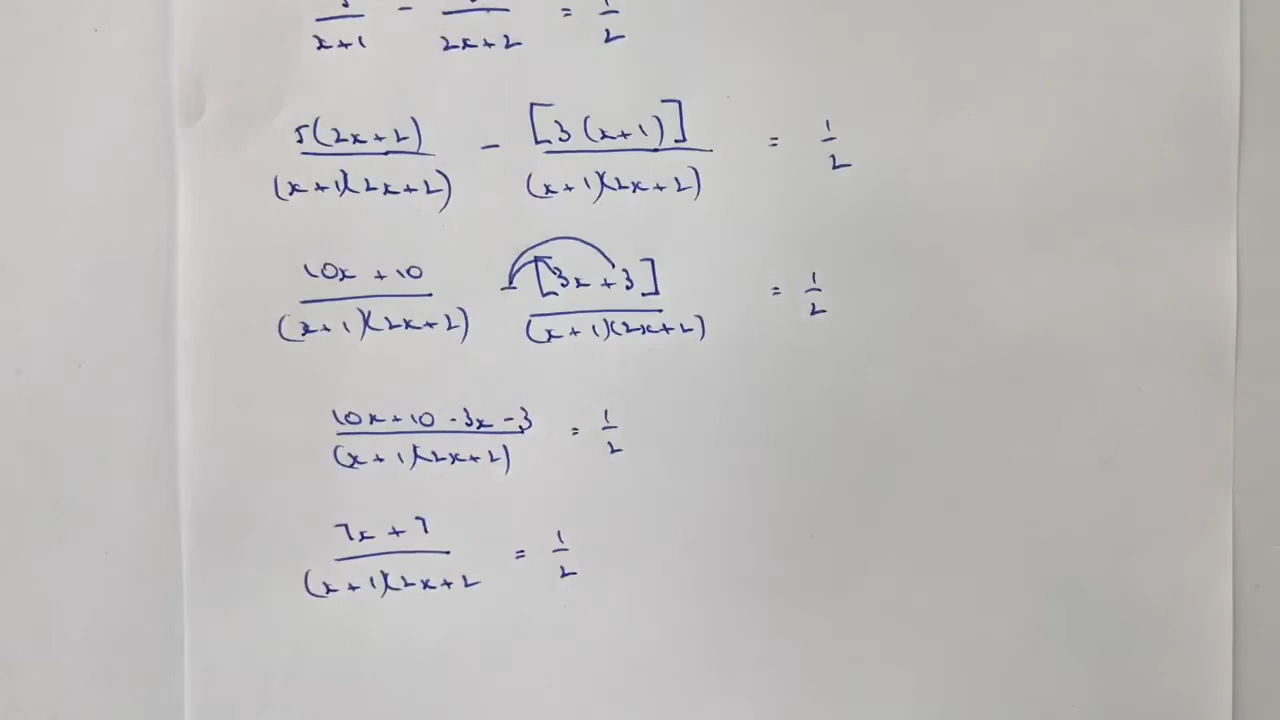 x+1 - 2x+2 = 1/2
5(2x+2)/(x+1)(2x+2) - [3(x+1)]/(x+1)(2x+2) = 1/2
10x+10/(x+1)(2x+2) - [3x+3]/(x+1)(2x+2) = 1/2
10x+10-3x-3/(x+1)(2x+2) = 1/2
7x+7/(x+1)(2x+2 = 1/2